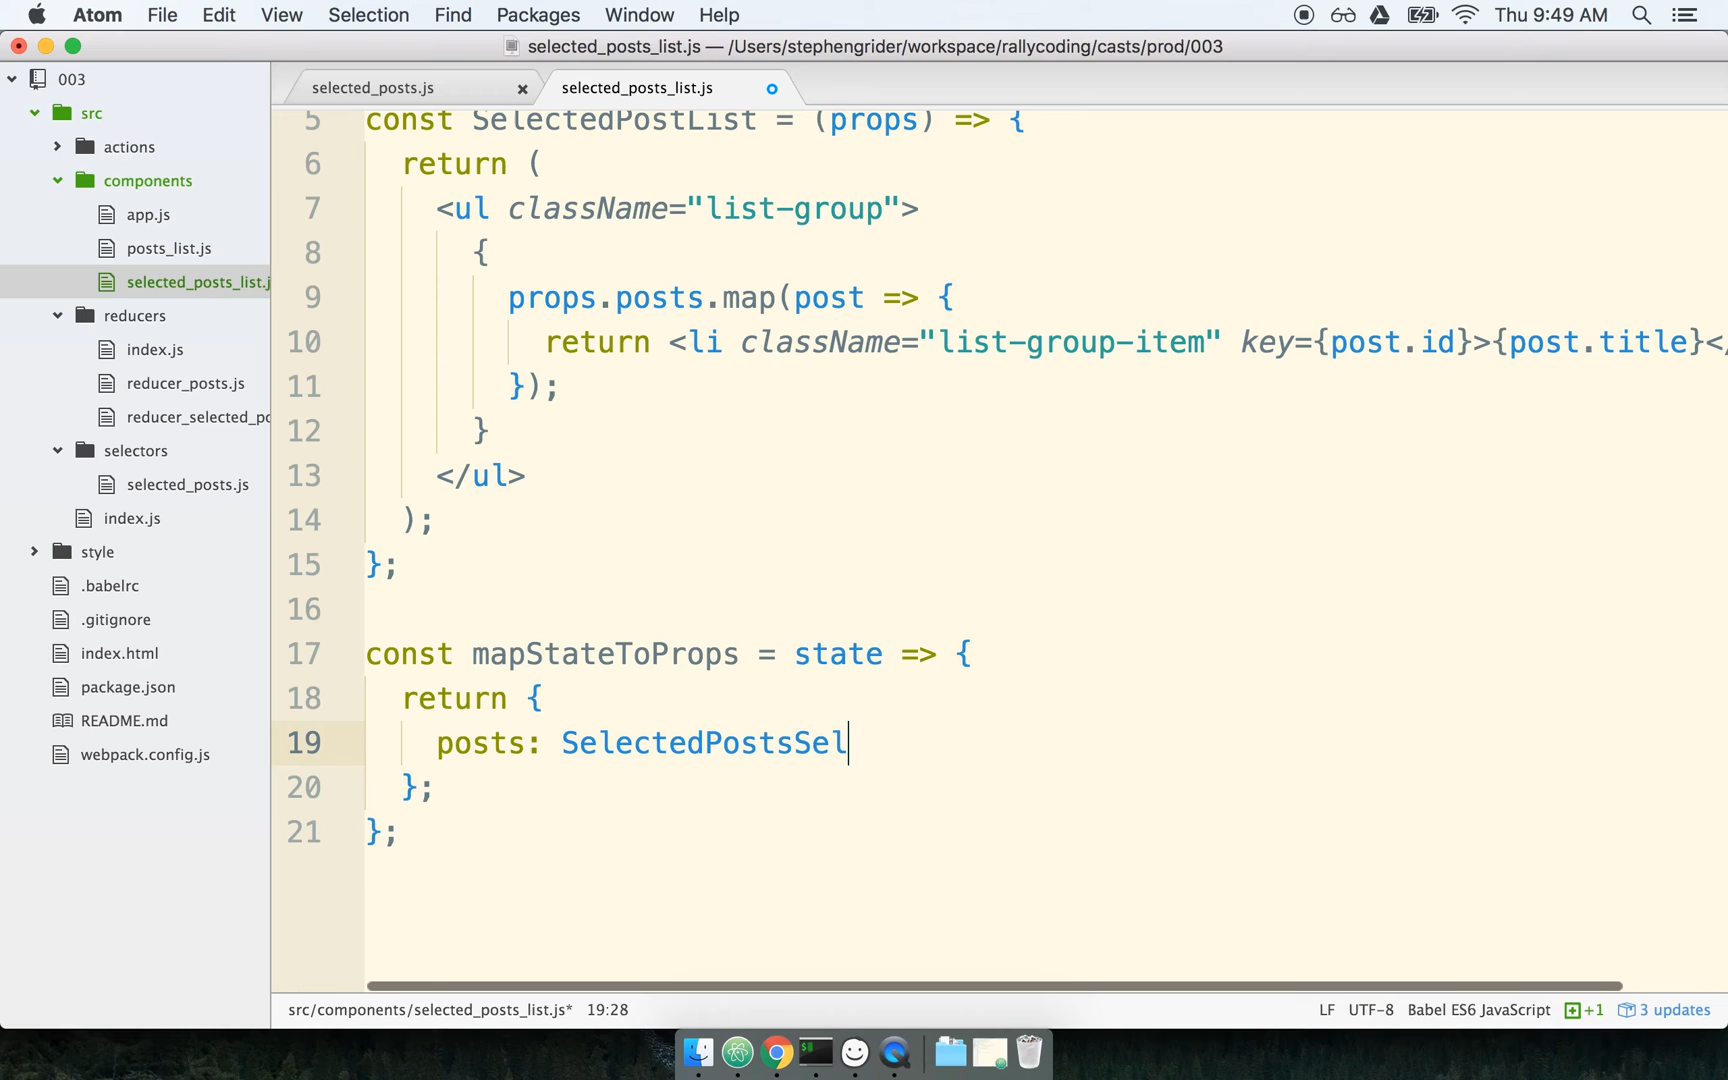 Atom File Edit View Selection Find Packages Window Help Thu 9:49 AM
selected_posts_list.js — /Users/stephengrider/workspace/rallycoding/casts/prod/003
003
src
actions
components
app.js
posts_list.js
selected_posts_list.j
reducers
index.js
reducer_posts.js
reducer_selected_po
selectors
selected_posts.js
index.js
style
.babelrc
.gitignore
index.html
package.json
README.md
webpack.config.js
selected_posts.js selected_posts_list.js
5 const SelectedPostList = (props) => {
6 return (
7 <ul className="list-group">
8 {
9 props.posts.map(post => {
10 return <li className="list-group-item" key={post.id}>{post.title}</
11 });
12 }
13 </ul>
14 );
15 };
16
17 const mapStateToProps = state => {
18 return {
19 posts: SelectedPostsSel
20 };
21 };
src/components/selected_posts_list.js* 19:28 LF UTF-8 Babel ES6 JavaScript +1 3 updates